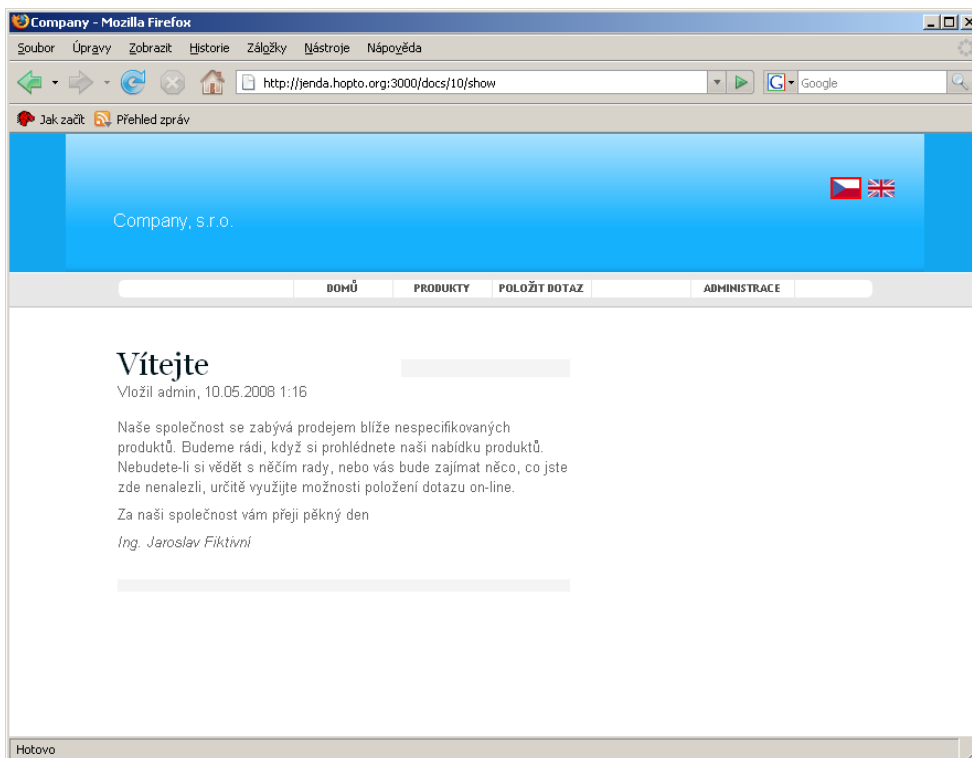 Company - Mozilla Firefox
Soubor Úpravy Zobrazit Historie Záložky Nástroje Nápověda
http://jenda.hopto.org:3000/docs/10/show
G Google
Jak začít Přehled zpráv
Company, s.r.o.
DOMŮ PRODUKTY POLOŽIT DOTAZ ADMINISTRACE
Vítejte
Vložil admin, 10.05.2008 1:16
Naše společnost se zabývá prodejem blíže nespecifikovaných
produktů. Budeme rádi, když si prohlédnete naši nabídku produktů.
Nebudete-li si vědět s něčím rady, nebo vás bude zajímat něco, co jste
zde nenalezli, určitě využijte možnosti položení dotazu on-line.
Za naši společnost vám přeji pěkný den
Ing. Jaroslav Fiktivní
Hotovo